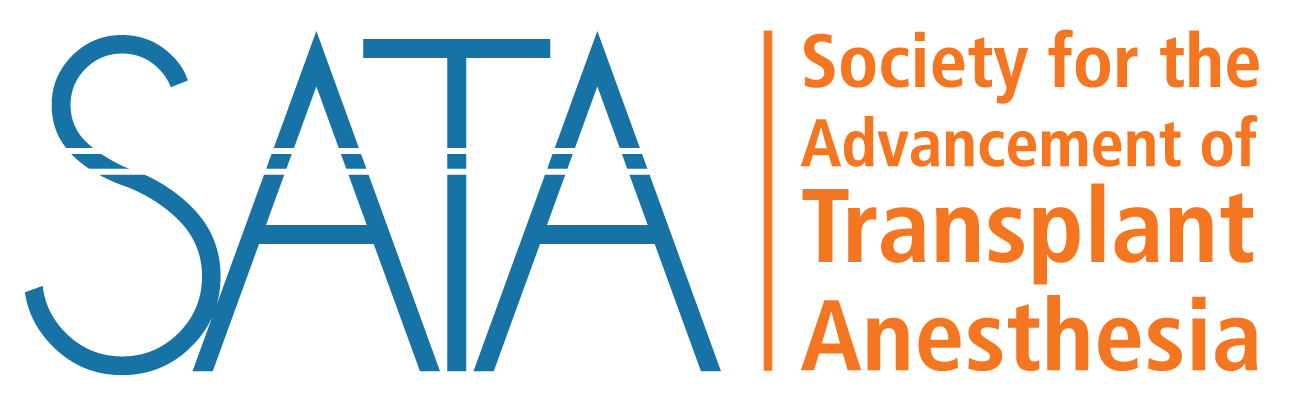 SATA
Society for the
Advancement of
Transplant
Anesthesia